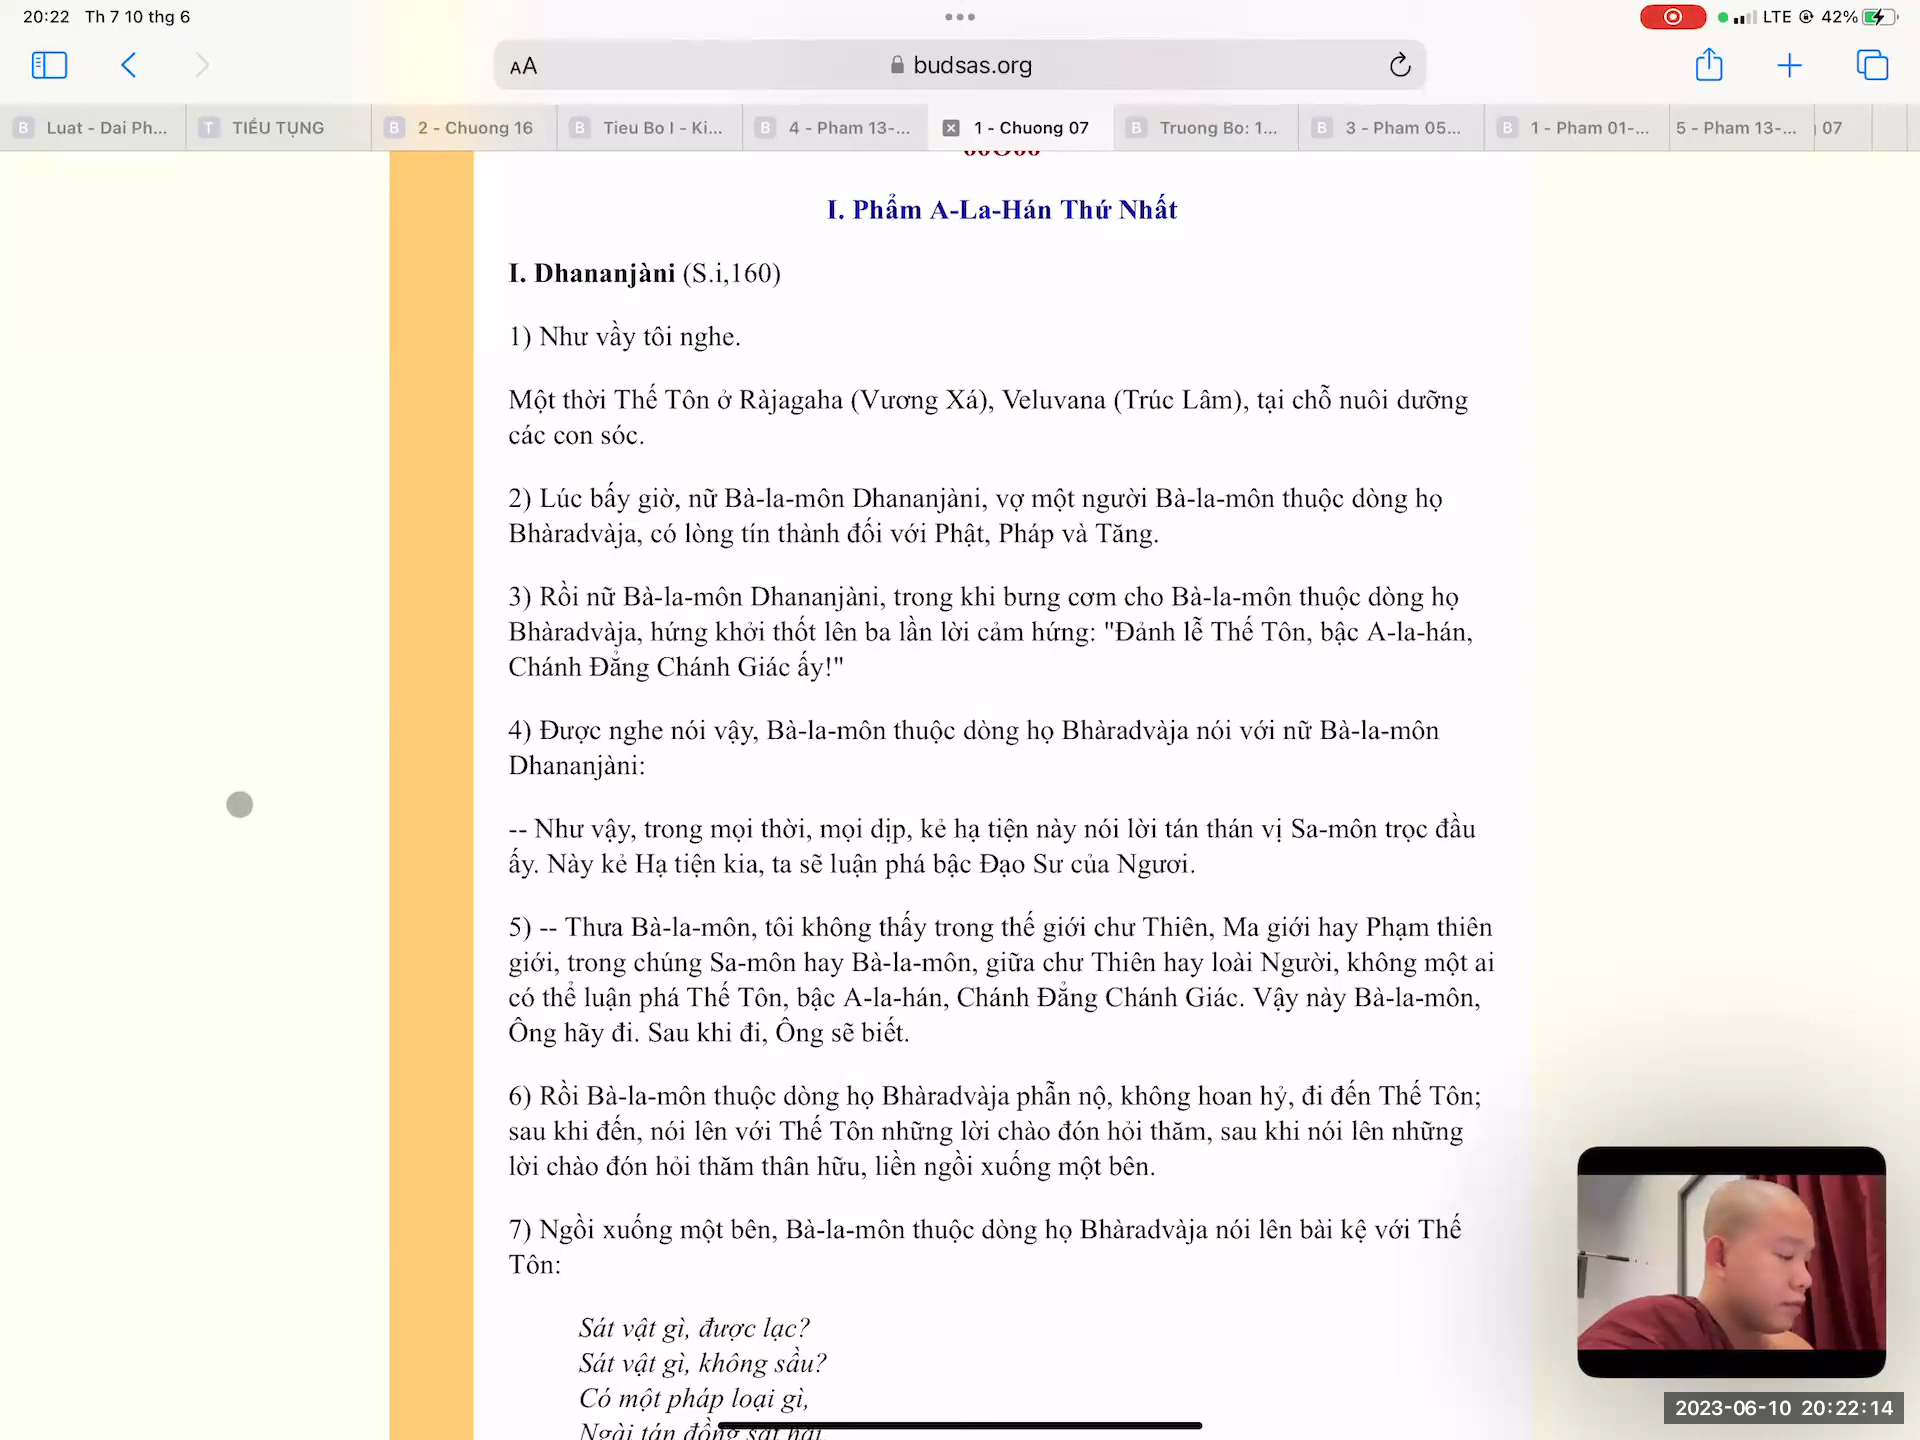 20:22 Th 7 10 thg 6
LTE 42%
AA budsas.org
Luat - Dai Ph... TIỂU TỤNG 2 - Chuong 16 Tieu Bo I - Ki... 4 - Pham 13-... 1 - Chuong 07 Truong Bo: 1... 3 - Pham 05... 1 - Pham 01-... 5 - Pham 13-... 07
I. Phẩm A-La-Hán Thứ Nhất
I. Dhananjàni (S.i,160)
1) Như vầy tôi nghe.
Một thời Thế Tôn ở Ràjagaha (Vương Xá), Veluvana (Trúc Lâm), tại chỗ nuôi dưỡng
các con sóc.
2) Lúc bấy giờ, nữ Bà-la-môn Dhananjàni, vợ một người Bà-la-môn thuộc dòng họ
Bhàradvàja, có lòng tín thành đối với Phật, Pháp và Tăng.
3) Rồi nữ Bà-la-môn Dhananjàni, trong khi bưng cơm cho Bà-la-môn thuộc dòng họ
Bhàradvàja, hứng khởi thốt lên ba lần lời cảm hứng: "Đảnh lễ Thế Tôn, bậc A-la-hán,
Chánh Đẳng Chánh Giác ấy!"
4) Được nghe nói vậy, Bà-la-môn thuộc dòng họ Bhàradvàja nói với nữ Bà-la-môn
Dhananjàni:
-- Như vậy, trong mọi thời, mọi dịp, kẻ hạ tiện này nói lời tán thán vị Sa-môn trọc đầu
ấy. Này kẻ Hạ tiện kia, ta sẽ luận phá bậc Đạo Sư của Ngươi.
5) -- Thưa Bà-la-môn, tôi không thấy trong thế giới chư Thiên, Ma giới hay Phạm thiên
giới, trong chúng Sa-môn hay Bà-la-môn, giữa chư Thiên hay loài Người, không một ai
có thể luận phá Thế Tôn, bậc A-la-hán, Chánh Đẳng Chánh Giác. Vậy này Bà-la-môn,
Ông hãy đi. Sau khi đi, Ông sẽ biết.
6) Rồi Bà-la-môn thuộc dòng họ Bhàradvàja phẫn nộ, không hoan hỷ, đi đến Thế Tôn;
sau khi đến, nói lên với Thế Tôn những lời chào đón hỏi thăm, sau khi nói lên những
lời chào đón hỏi thăm thân hữu, liền ngồi xuống một bên.
7) Ngồi xuống một bên, Bà-la-môn thuộc dòng họ Bhàradvàja nói lên bài kệ với Thế
Tôn:
Sát vật gì, được lạc?
Sát vật gì, không sầu?
Có một pháp loại gì,
Ngài tán đồng sát hại
2023-06-10 20:22:14